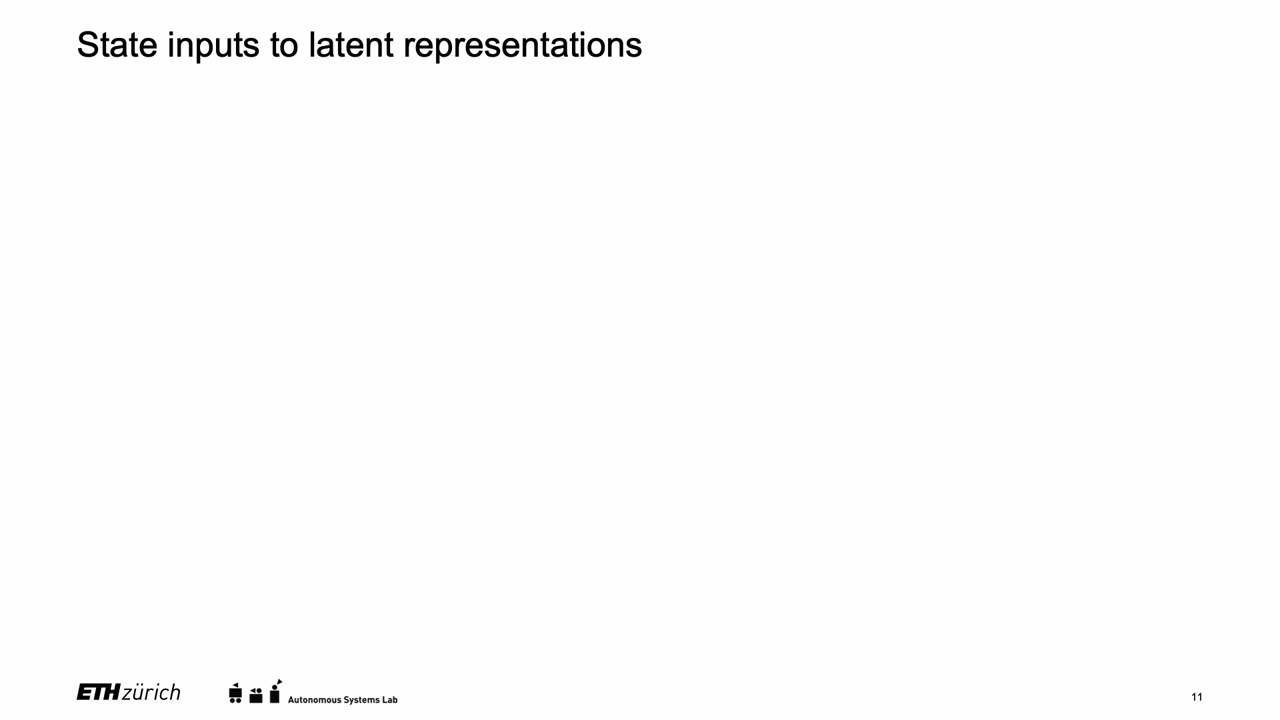 State inputs to latent representations
ETH zürich
Autonomous Systems Lab
11